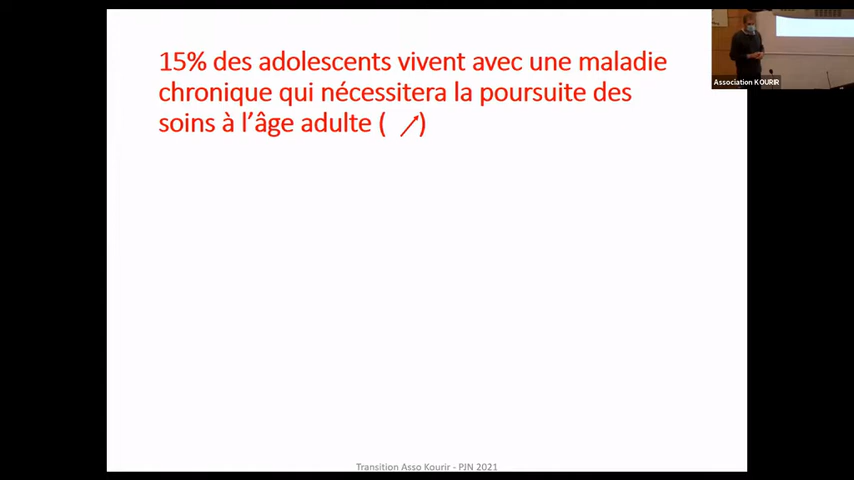 15% des adolescents vivent avec une maladie
chronique qui nécessitera la poursuite des
soins à l'âge adulte ( ↗)
Association KOURIR
Transition Asso Kourir - PJN 2021